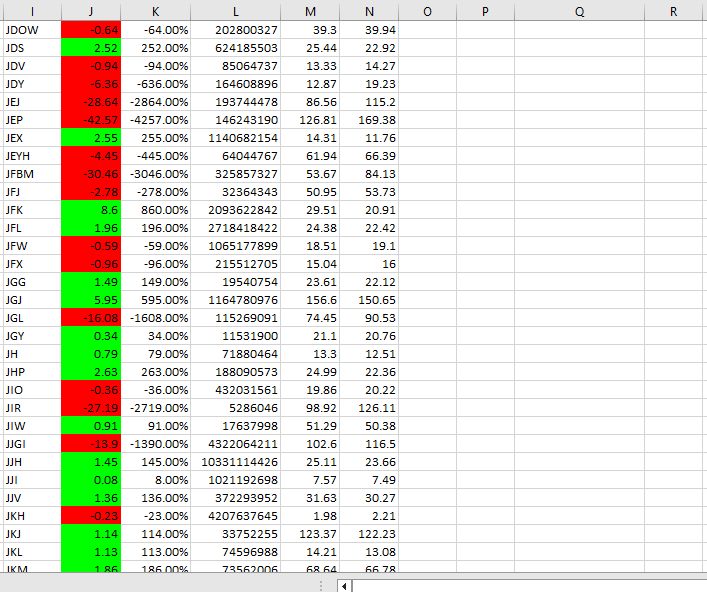 I J K L M N O P Q R
JDOW -0.64 -64.00% 202800327 39.3 39.94
JDS 2.52 252.00% 624185503 25.44 22.92
JDV -0.94 -94.00% 85064737 13.33 14.27
JDY -6.36 -636.00% 164608896 12.87 19.23
JEJ -28.64 -2864.00% 193744478 86.56 115.2
JEP -42.57 -4257.00% 146243190 126.81 169.38
JEX 2.55 255.00% 1140682154 14.31 11.76
JEYH -4.45 -445.00% 64044767 61.94 66.39
JFBM -30.46 -3046.00% 325857327 53.67 84.13
JFJ -2.78 -278.00% 32364343 50.95 53.73
JFK 8.6 860.00% 2093622842 29.51 20.91
JFL 1.96 196.00% 2718418422 24.38 22.42
JFW -0.59 -59.00% 1065177899 18.51 19.1
JFX -0.96 -96.00% 215512705 15.04 16
JGG 1.49 149.00% 19540754 23.61 22.12
JGJ 5.95 595.00% 1164780976 156.6 150.65
JGL -16.08 -1608.00% 115269091 74.45 90.53
JGY 0.34 34.00% 11531900 21.1 20.76
JH 0.79 79.00% 71880464 13.3 12.51
JHP 2.63 263.00% 188090573 24.99 22.36
JIO -0.36 -36.00% 432031561 19.86 20.22
JIR -27.19 -2719.00% 5286046 98.92 126.11
JIW 0.91 91.00% 17637998 51.29 50.38
JJGI -13.9 -1390.00% 4322064211 102.6 116.5
JJH 1.45 145.00% 10331114426 25.11 23.66
JJI 0.08 8.00% 1021192698 7.57 7.49
JJV 1.36 136.00% 372293952 31.63 30.27
JKH -0.23 -23.00% 4207637645 1.98 2.21
JKJ 1.14 114.00% 33752255 123.37 122.23
JKL 1.13 113.00% 74596988 14.21 13.08
JKM 1.86 186.00% 73562006 68.64 66.78